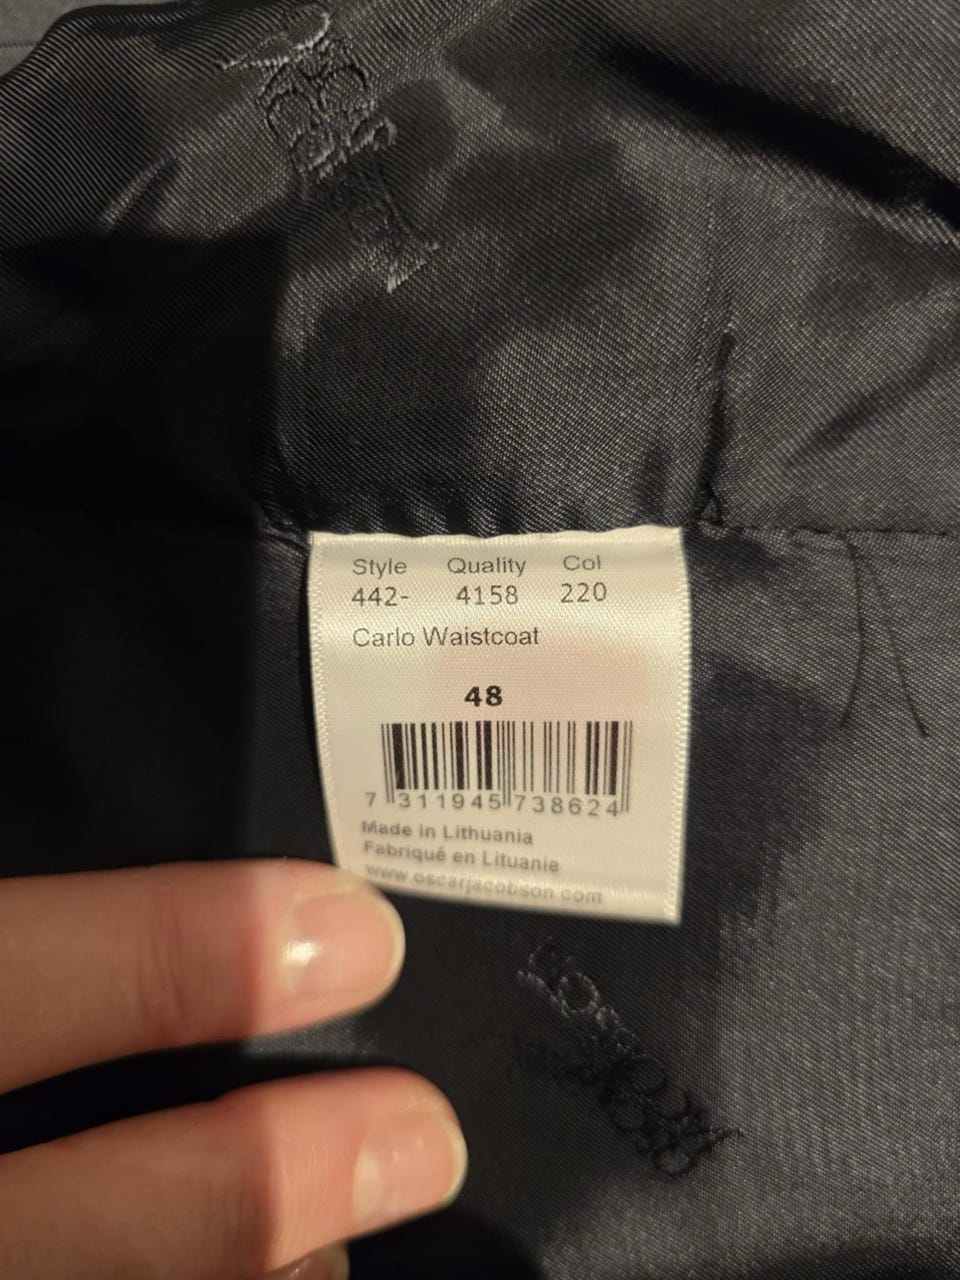 Style Quality Col
442- 4158 220
Carlo Waistcoat
48
7 311945 738624
Made in Lithuania
Fabriqué en Lituanie
www.oscarjacobson.com